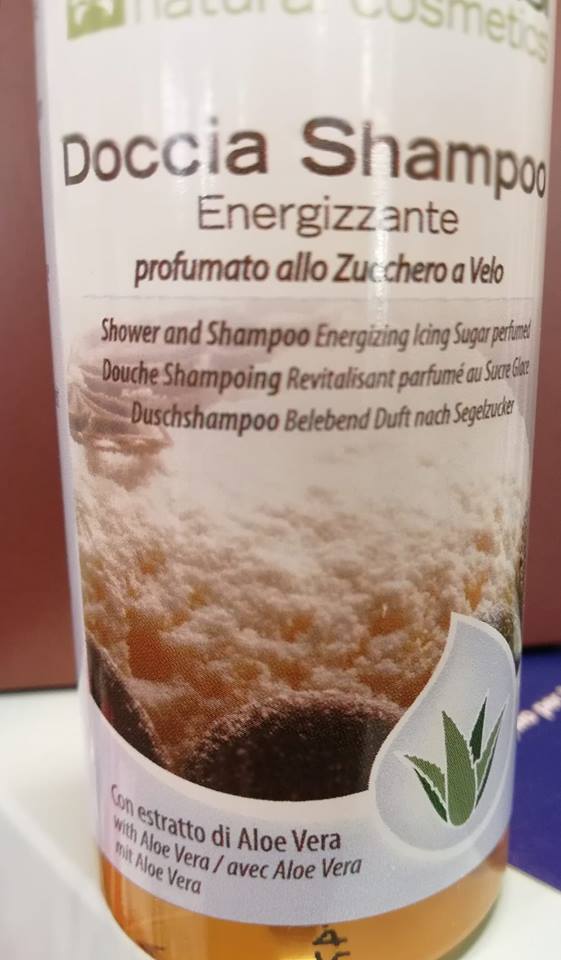 natural cosmetics
Doccia Shampoo
Energizzante
profumato allo Zucchero a Velo
Shower and Shampoo Energizing Icing Sugar perfumed
Douche Shampoing Revitalisant parfumé au Sucre Glace
Duschshampoo Belebend Duft nach Segelzucker
Con estratto di Aloe Vera
with Aloe Vera / avec Aloe Vera
mit Aloe Vera